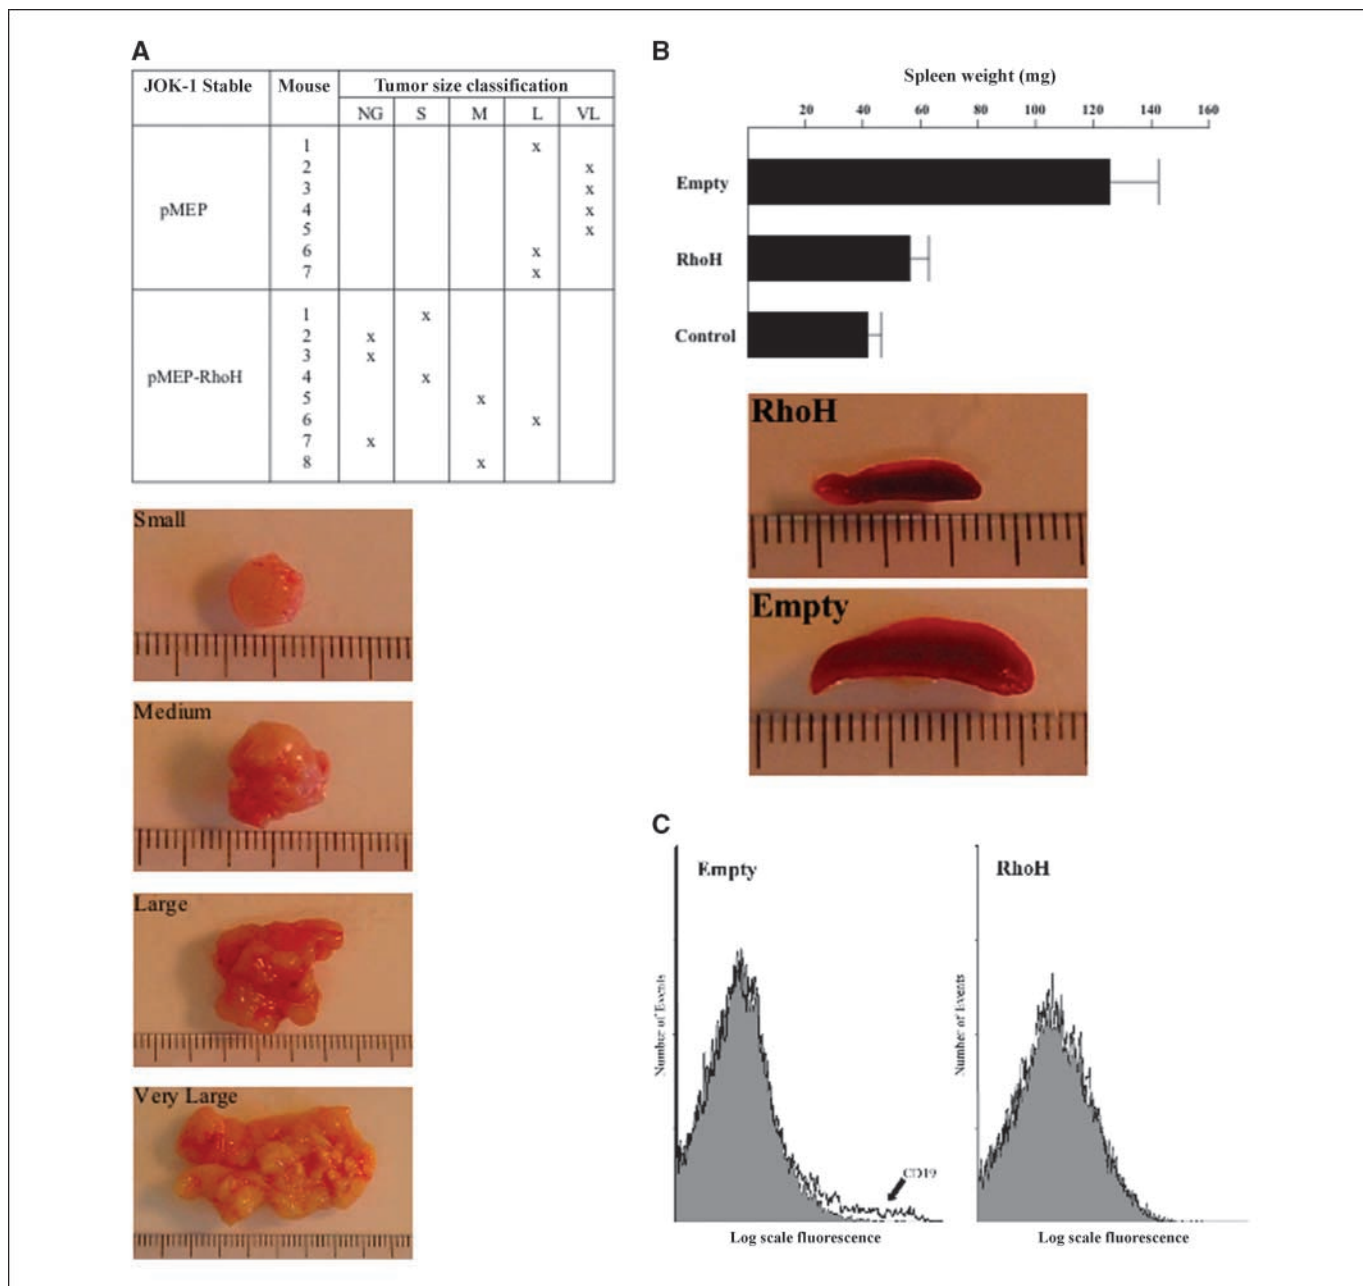 A
JOK-1 Stable Mouse Tumor size classification
NG S M L VL
pMEP
1 x
2 x
3 x
4 x
5 x
6 x
7 x
pMEP-RhoH
1 x
2 x
3 x
4 x
5 x
6 x
7 x
8 x
Small
Medium
Large
Very Large
B
Spleen weight (mg)
20 40 60 80 100 120 140 160
Empty
RhoH
Control
RhoH
Empty
C
Empty
Number of Events
CD19
Log scale fluorescence
RhoH
Number of Events
Log scale fluorescence